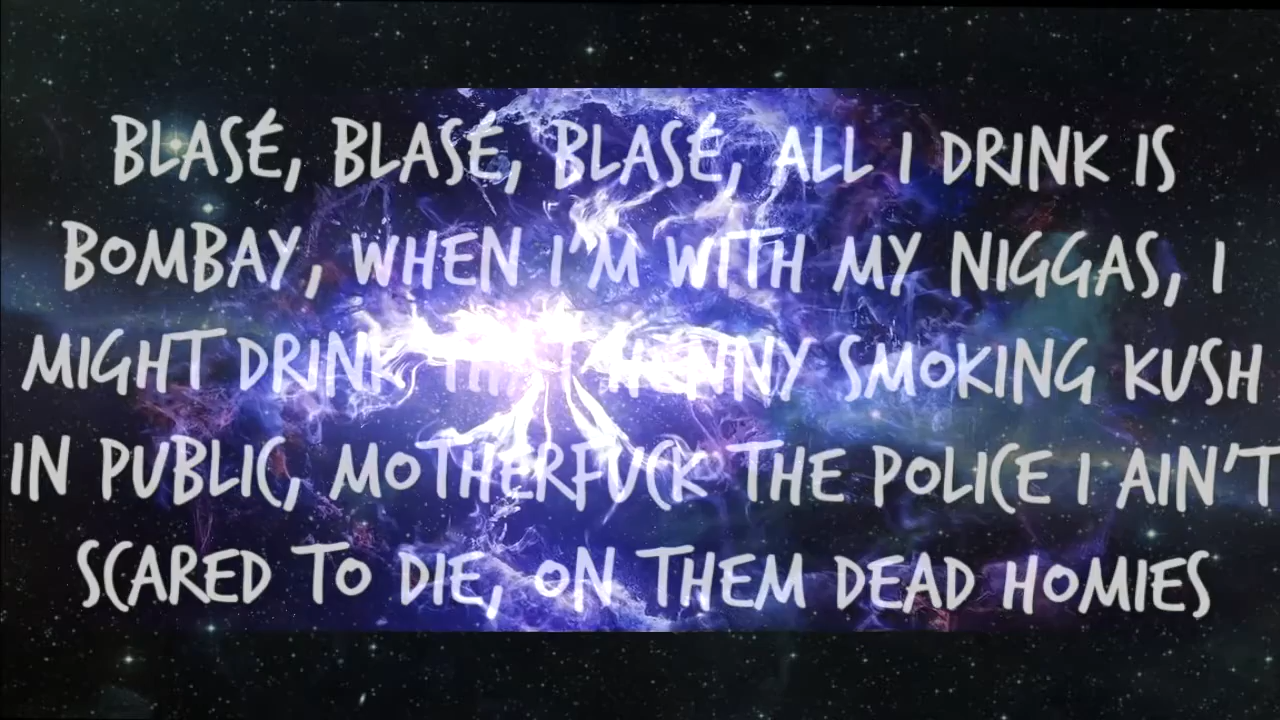 BLASÉ, BLASÉ, BLASÉ, ALL I DRINK IS
BOMBAY, WHEN I'M WITH MY NIGGAS, I
MIGHT DRINK HENNY SMOKING KUSH
IN PUBLIC, MOTHERFUCK THE POLICE I AIN'T
SCARED TO DIE, ON THEM DEAD HOMIES